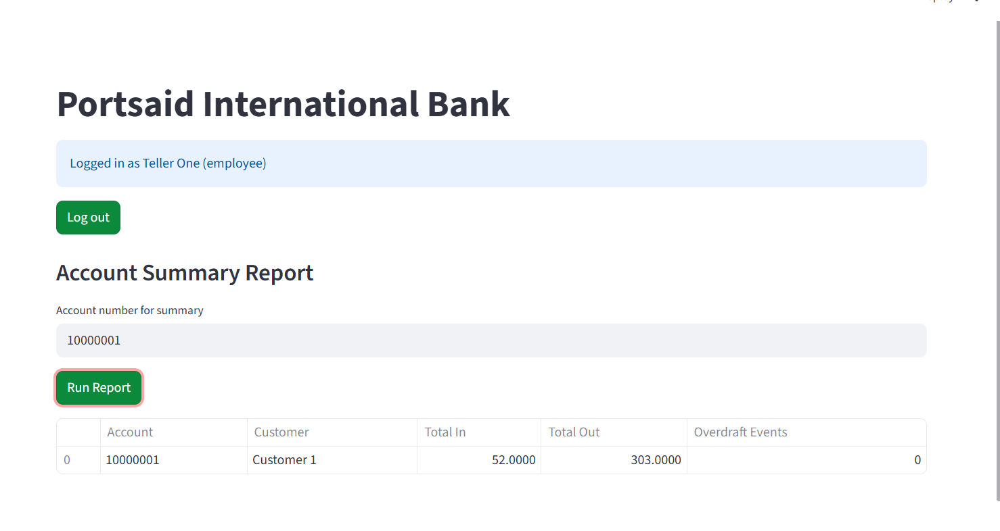 Portsaid International Bank
Logged in as Teller One (employee)
Log out
Account Summary Report
Account number for summary
10000001
Run Report
Account Customer Total In Total Out Overdraft Events
0 10000001 Customer 1 52.0000 303.0000 0